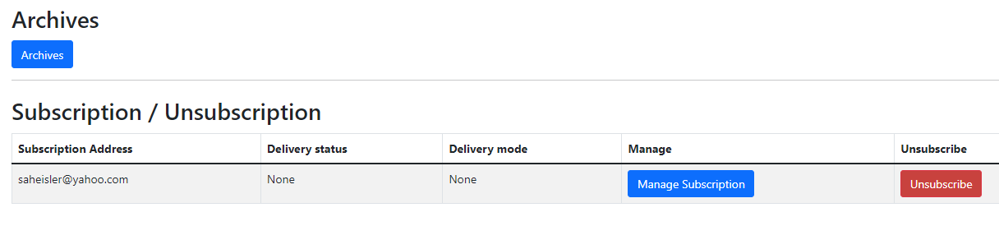 Archives
Archives
Subscription / Unsubscription
Subscription Address Delivery status Delivery mode Manage Unsubscribe
saheisler@yahoo.com None None Manage Subscription Unsubscribe